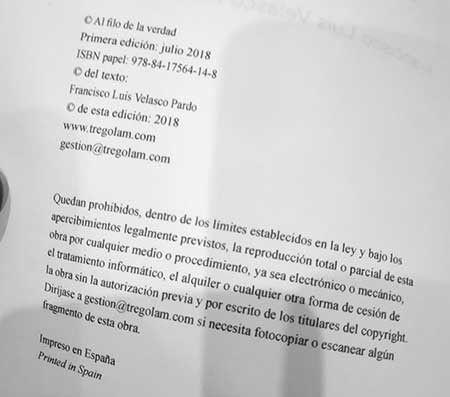 © Al filo de la verdad
Primera edición: julio 2018
ISBN papel: 978-84-17564-14-8
© del texto:
Francisco Luis Velasco Pardo
© de esta edición: 2018
www.tregolam.com
gestion@tregolam.com
Quedan prohibidos, dentro de los límites establecidos en la ley y bajo los
apercibimientos legalmente previstos, la reproducción total o parcial de esta
obra por cualquier medio o procedimiento, ya sea electrónico o mecánico,
el tratamiento informático, el alquiler o cualquier otra forma de cesión de
la obra sin la autorización previa y por escrito de los titulares del copyright.
Diríjase a gestion@tregolam.com si necesita fotocopiar o escanear algún
fragmento de esta obra.
Impreso en España
Printed in Spain